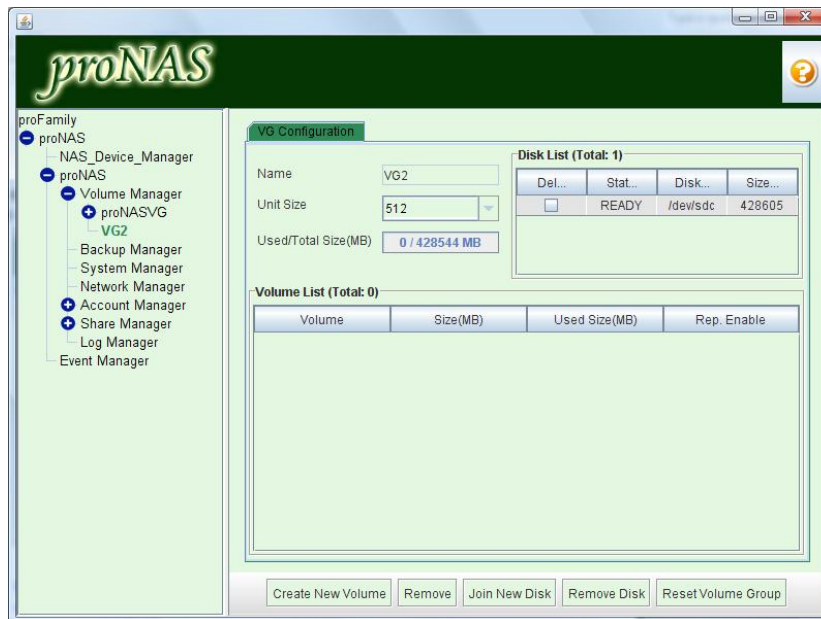 proNAS
proFamily
proNAS
NAS_Device_Manager
proNAS
Volume Manager
proNASVG
VG2
Backup Manager
System Manager
Network Manager
Account Manager
Share Manager
Log Manager
Event Manager
VG Configuration
Name VG2
Unit Size 512
Used/Total Size(MB) 0 / 428544 MB
Disk List (Total: 1)
Del... Stat... Disk... Size...
READY /dev/sdc 428605
Volume List (Total: 0)
Volume Size(MB) Used Size(MB) Rep. Enable
Create New Volume Remove Join New Disk Remove Disk Reset Volume Group